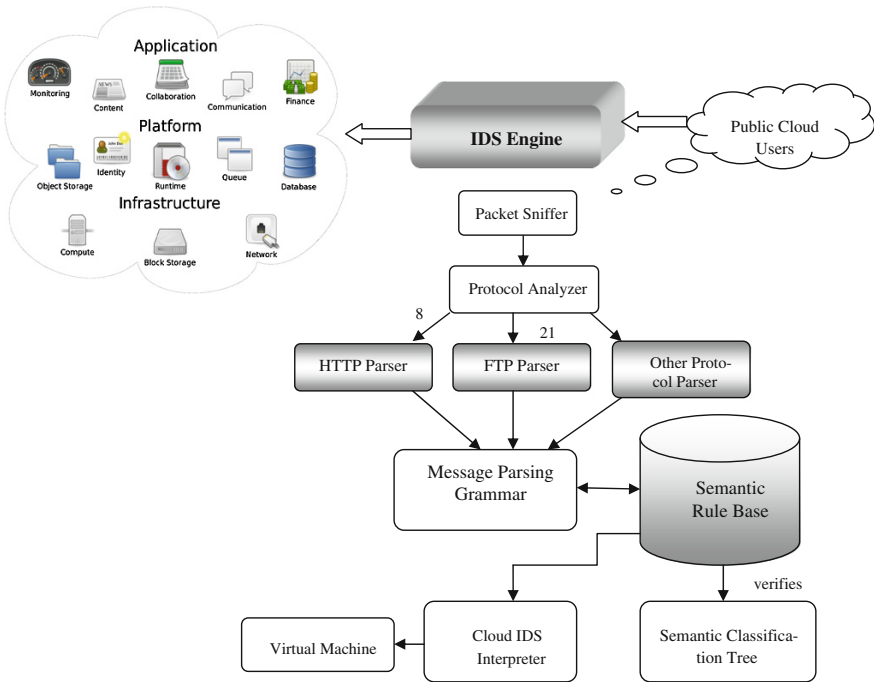 Application
Monitoring
Content
Collaboration
Communication
Finance
Platform
Object Storage
Identity
Runtime
Queue
Database
Infrastructure
Compute
Block Storage
Network
IDS Engine
Public Cloud
Users
Packet Sniffer
Protocol Analyzer
8
21
HTTP Parser
FTP Parser
Other Proto-
col Parser
Message Parsing
Grammar
Semantic
Rule Base
verifies
Virtual Machine
Cloud IDS
Interpreter
Semantic Classifica-
tion Tree